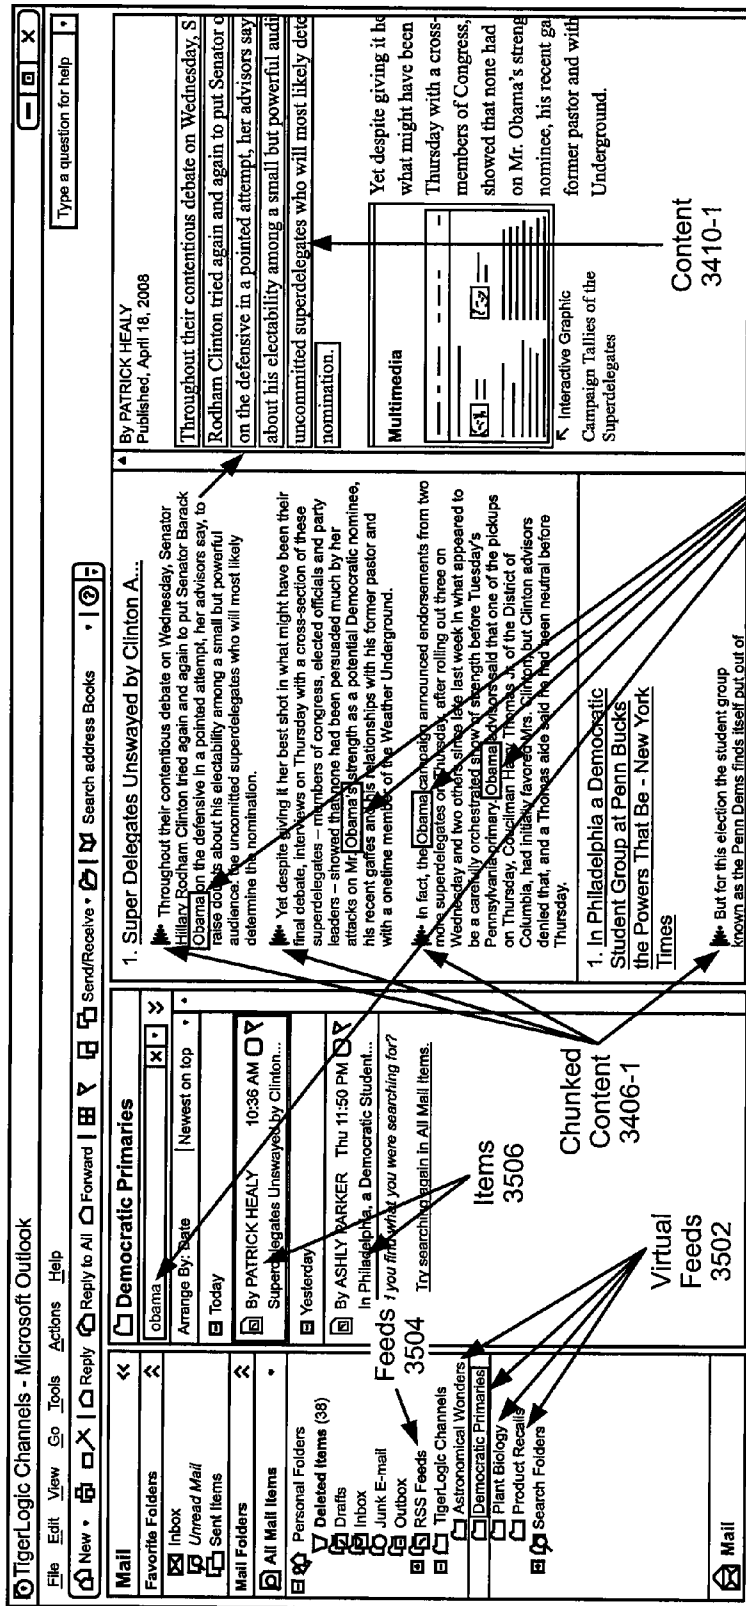 TigerLogic Channels - Microsoft Outlook
File Edit View Go Tools Actions Help
Type a question for help
New Reply Reply to All Forward Send/Receive Search address Books
Mail
Favorite Folders
Inbox
Unread Mail
Sent Items
Mail Folders
All Mail Items
Personal Folders
Deleted Items (38)
Drafts
Inbox
Junk E-mail
Outbox
RSS Feeds
TigerLogic Channels
Astronomical Wonders
Democratic Primaries
Plant Biology
Product Recalls
Search Folders
Mail
Feeds
3504
Virtual
Feeds
3502
Democratic Primaries
obama
Arrange By: Date Newest on top
Today
By PATRICK HEALY 10:36 AM
Superdelegates Unswayed by Clinton...
Yesterday
By ASHLY PARKER Thu 11:50 PM
In Philadelphia, a Democratic Student...
you find what you were searching for?
Try searching again in All Mail Items.
Items
3506
Chunked
Content
3406-1
1. Super Delegates Unswayed by Clinton A...
Throughout their contentious debate on Wednesday, Senator
Hillary Rodham Clinton tried again and again to put Senator Barack
Obama on the defensive in a pointed attempt, her advisors say, to
raise doubts about his electability among a small but powerful
audience: the uncomitted superdelegates who will most likely
determine the nomination.
Yet despite giving it her best shot in what might have been their
final debate, interviews on Thursday with a cross-section of these
superdelegates – members of congress, elected officials and party
leaders – showed that none had been persuaded much by her
attacks on Mr. Obama's strength as a potential Democratic nominee,
his recent gaffes and his relationships with his former pastor and
with a onetime member of the Weather Underground.
In fact, the Obama campaign announced endorsements from two
more superdelegates on Thursday, after rolling out three on
Wednesday and two others since late last week in what appeared to
be a carefully orchestrated show of strength before Tuesday's
Pennsylvania primary. Obama advisors said that one of the pickups
on Thursday, Councilman Harry Thomas Jr. of the District of
Columbia, had initially favored Mrs. Clinton, but Clinton advisors
denied that, and a Thomas aide said he had been neutral before
Thursday.
1. In Philadelphia a Democratic
Student Group at Penn Bucks
the Powers That Be - New York
Times
But for this election the student group
known as the Penn Dems finds itself put out of
By PATRICK HEALY
Published, April 18, 2008
Throughout their contentious debate on Wednesday, S
Rodham Clinton tried again and again to put Senator o
on the defensive in a pointed attempt, her advisors say
about his electability among a small but powerful audi
uncommitted superdelegates who will most likely dete
nomination.
Multimedia
Interactive Graphic
Campaign Tallies of the
Superdelegates
Yet despite giving it he
what might have been
Thursday with a cross-
members of Congress,
showed that none had
on Mr. Obama's streng
nominee, his recent ga
former pastor and with
Underground.
Content
3410-1